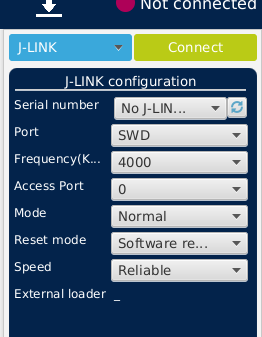 Not connected
J-LINK
Connect
J-LINK configuration
Serial number No J-LIN...
Port SWD
Frequency(K... 4000
Access Port 0
Mode Normal
Reset mode Software re...
Speed Reliable
External loader _